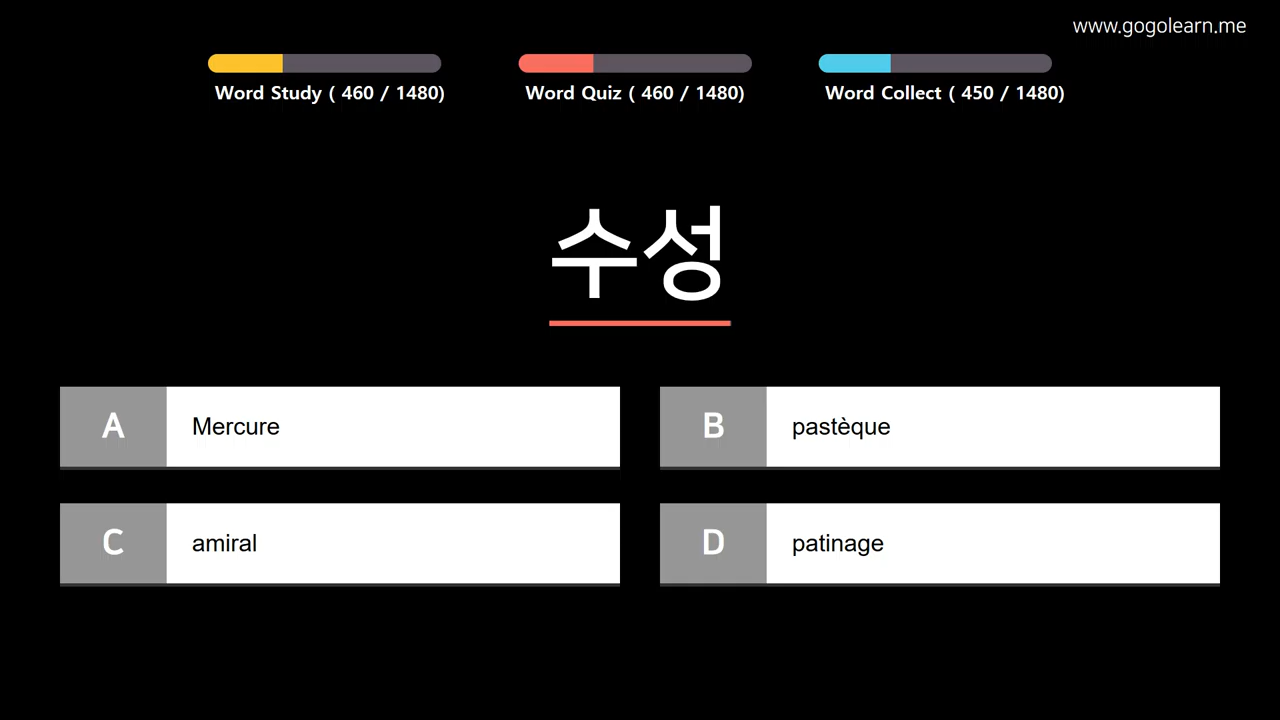 www.gogolearn.me
Word Study ( 460 / 1480)
Word Quiz ( 460 / 1480)
Word Collect ( 450 / 1480)
수성
A Mercure
B pastèque
C amiral
D patinage